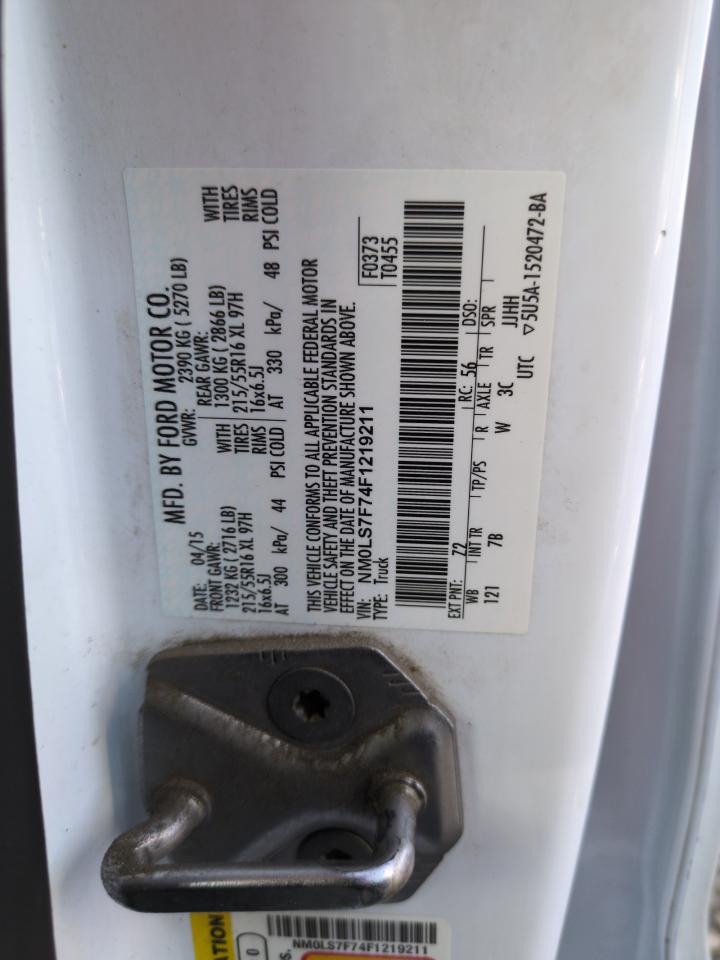 MFD. BY FORD MOTOR CO.
DATE: 04/15 GVWR: 2390 KG ( 5270 LB)
FRONT GAWR: REAR GAWR:
1232 KG ( 2716 LB) WITH 1300 KG ( 2866 LB) WITH
215/55R16 XL 97H TIRES 215/55R16 XL 97H TIRES
16x6.5J RIMS 16x6.5J RIMS
AT 300 kPa/ 44 PSI COLD AT 330 kPa/ 48 PSI COLD
THIS VEHICLE CONFORMS TO ALL APPLICABLE FEDERAL MOTOR
VEHICLE SAFETY AND THEFT PREVENTION STANDARDS IN
EFFECT ON THE DATE OF MANUFACTURE SHOWN ABOVE.
VIN: NM0LS7F74F1219211 F0373
TYPE: Truck T0455
EXT PNT: Z2 RC: 56 DSO:
WB INT TR TP/PS R AXLE TR SPR
121 7B W 3C JJHH
UTC ▽5U5A-1520472-BA
NM0LS7F74F1219211
0